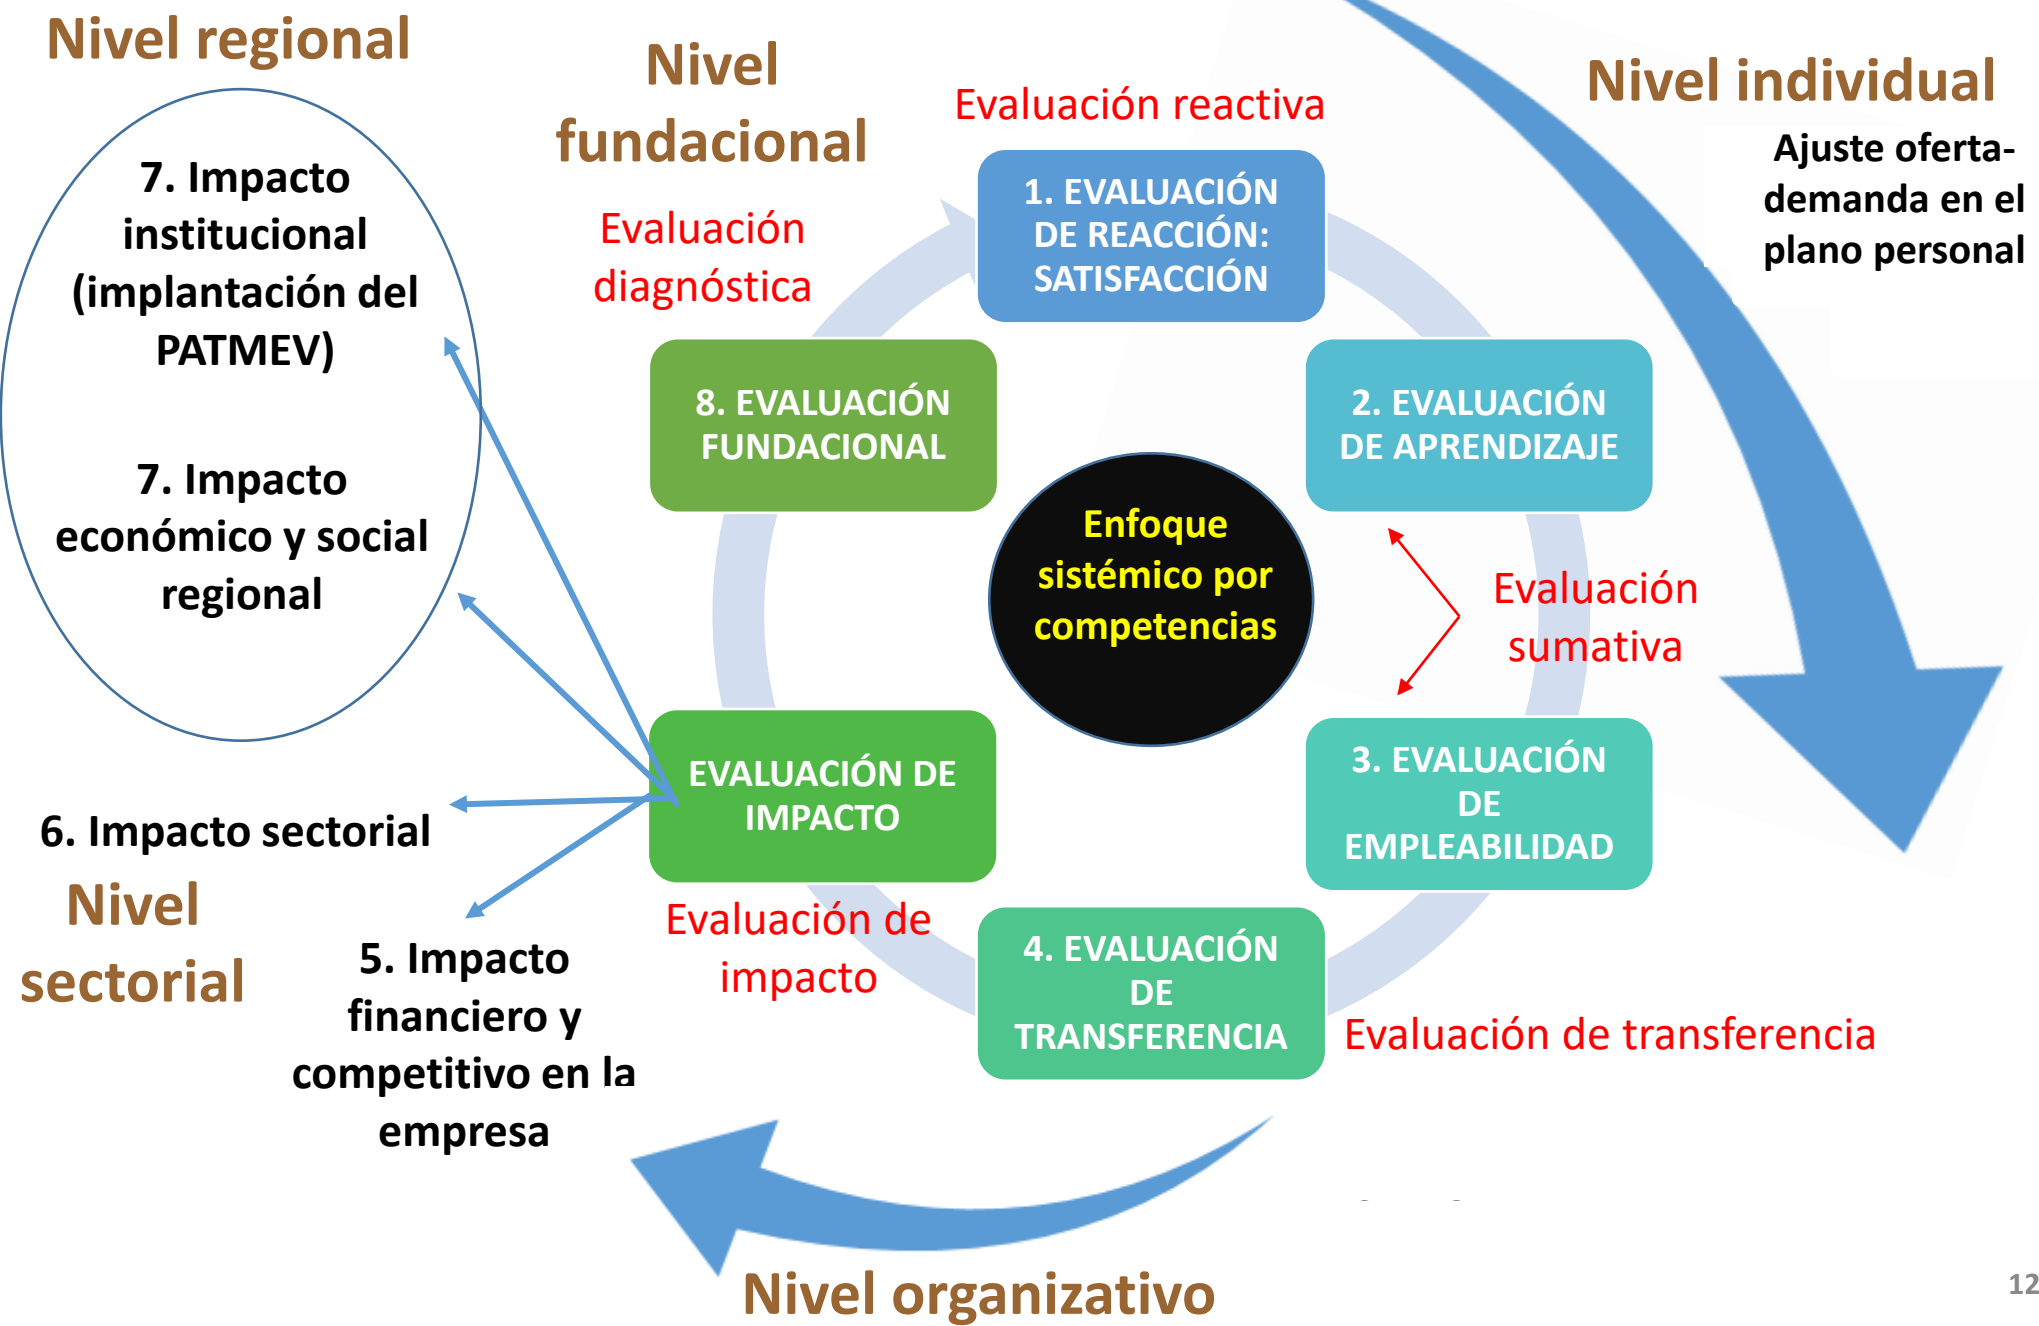 Nivel regional
7. Impacto
institucional
(implantación del
PATMEV)
7. Impacto
económico y social
regional
Nivel
fundacional
Evaluación
diagnóstica
Evaluación reactiva
1. EVALUACIÓN
DE REACCIÓN:
SATISFACCIÓN
Nivel individual
Ajuste oferta-
demanda en el
plano personal
8. EVALUACIÓN
FUNDACIONAL
2. EVALUACIÓN
DE APRENDIZAJE
Enfoque
sistémico por
competencias
Evaluación
sumativa
EVALUACIÓN DE
IMPACTO
3. EVALUACIÓN
DE
EMPLEABILIDAD
6. Impacto sectorial
Nivel
sectorial
5. Impacto
financiero y
competitivo en la
empresa
Evaluación de
impacto
4. EVALUACIÓN
DE
TRANSFERENCIA
Evaluación de transferencia
Nivel organizativo
12